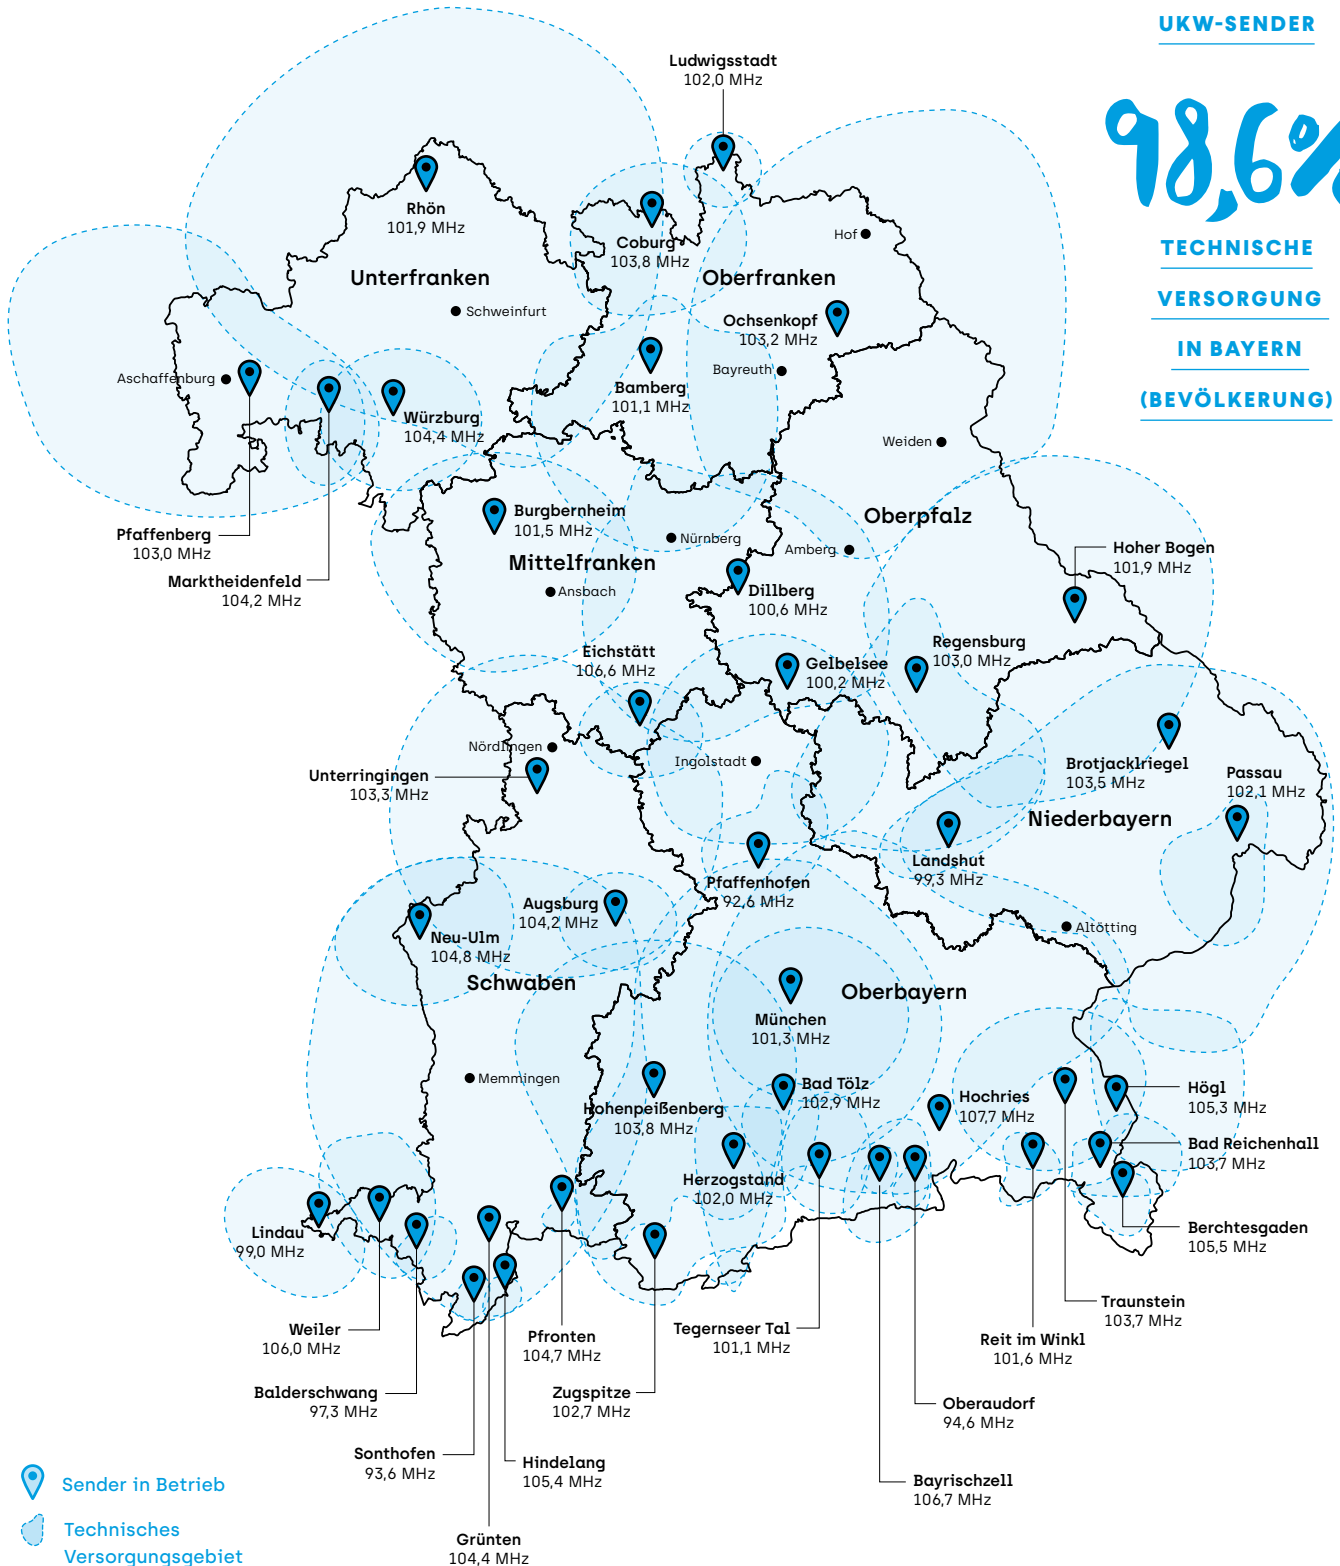 UKW-SENDER
98,6%
TECHNISCHE
VERSORGUNG
IN BAYERN
(BEVÖLKERUNG)
Ludwigsstadt
102,0 MHz
Rhön
101,9 MHz
Coburg
103,8 MHz
Hof
Unterfranken
Oberfranken
Schweinfurt
Ochsenkopf
103,2 MHz
Aschaffenburg
Bayreuth
Bamberg
101,1 MHz
Würzburg
104,4 MHz
Weiden
Burgbernheim
101,5 MHz
Oberpfalz
Pfaffenberg
103,0 MHz
Nürnberg
Amberg
Hoher Bogen
101,9 MHz
Mittelfranken
Marktheidenfeld
104,2 MHz
Ansbach
Dillberg
100,6 MHz
Eichstätt
106,6 MHz
Gelbelsee
100,2 MHz
Regensburg
103,0 MHz
Nördlingen
Ingolstadt
Unterringingen
103,3 MHz
Brotjacklriegel
103,5 MHz
Passau
102,1 MHz
Niederbayern
Landshut
99,3 MHz
Pfaffenhofen
92,6 MHz
Augsburg
104,2 MHz
Neu-Ulm
104,8 MHz
Altötting
Schwaben
Oberbayern
München
101,3 MHz
Memmingen
Bad Tölz
102,9 MHz
Hochries
107,7 MHz
Högl
105,3 MHz
Hohenpeißenberg
103,8 MHz
Bad Reichenhall
103,7 MHz
Herzogstand
102,0 MHz
Lindau
99,0 MHz
Berchtesgaden
105,5 MHz
Traunstein
103,7 MHz
Weiler
106,0 MHz
Pfronten
104,7 MHz
Tegernseer Tal
101,1 MHz
Reit im Winkl
101,6 MHz
Balderschwang
97,3 MHz
Zugspitze
102,7 MHz
Oberaudorf
94,6 MHz
Sonthofen
93,6 MHz
Hindelang
105,4 MHz
Bayrischzell
106,7 MHz
Grünten
104,4 MHz
Sender in Betrieb
Technisches
Versorgungsgebiet